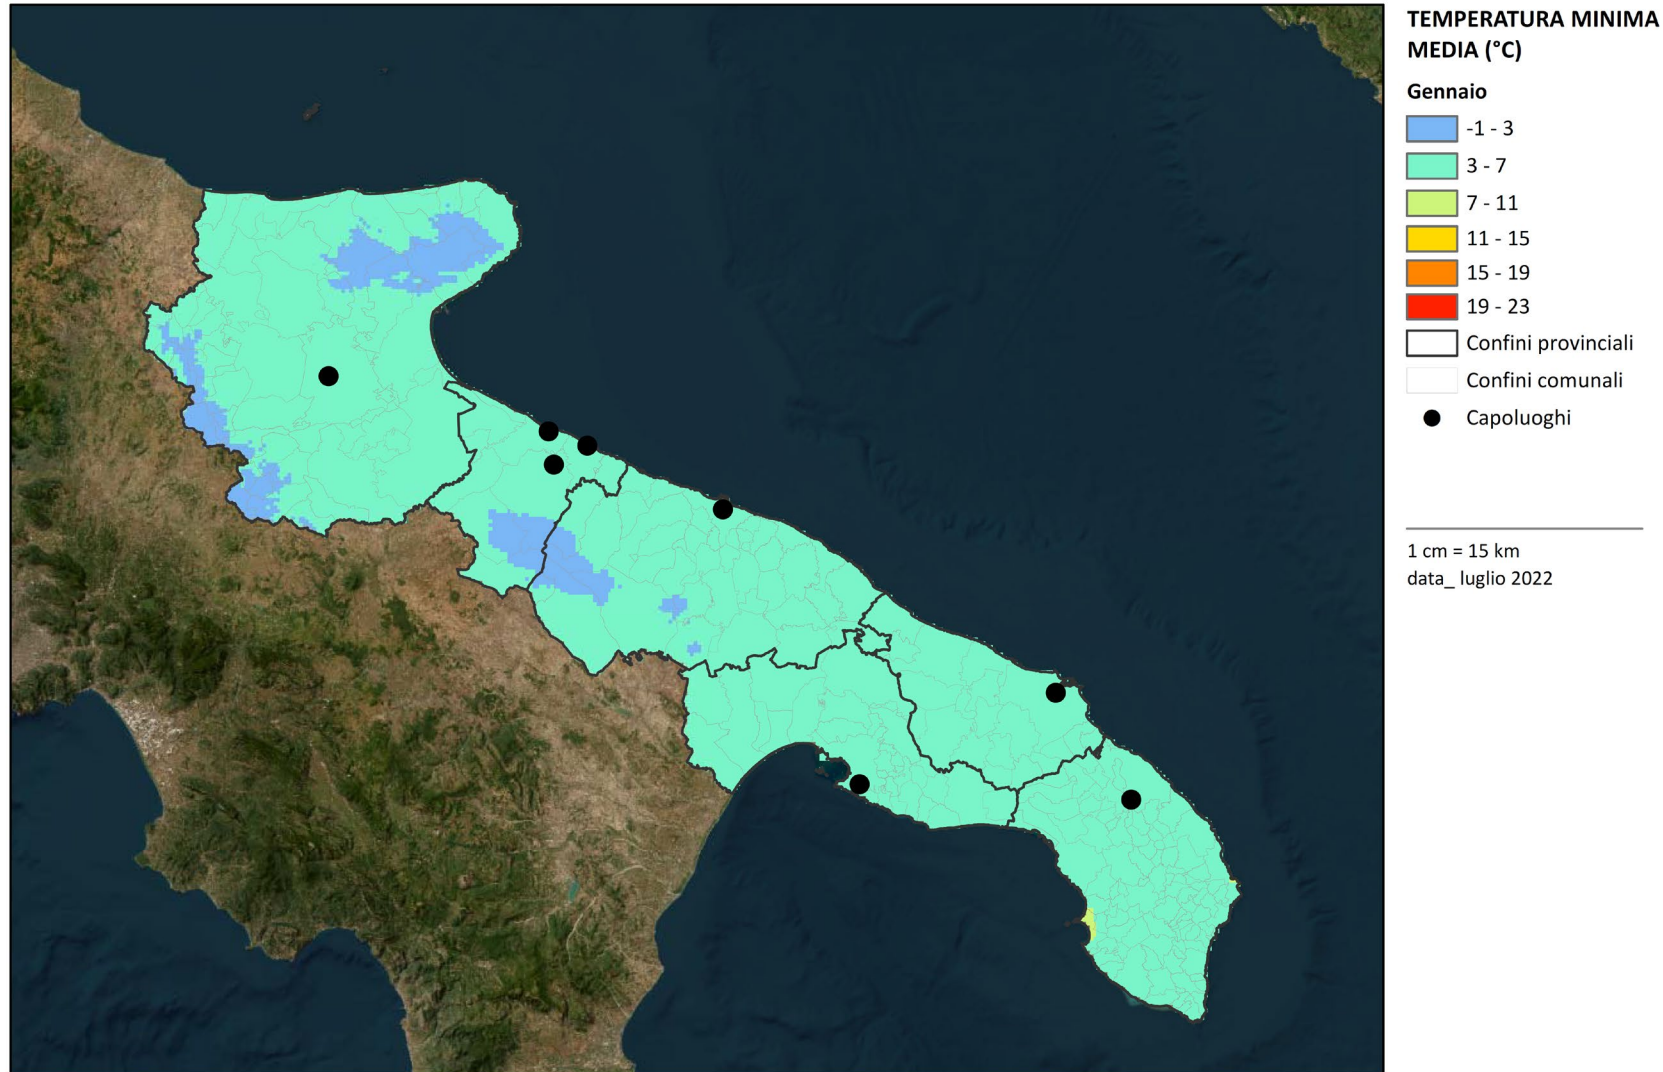 TEMPERATURA MINIMA
MEDIA (°C)
Gennaio
-1 - 3
3 - 7
7 - 11
11 - 15
15 - 19
19 - 23
Confini provinciali
Confini comunali
Capoluoghi
1 cm = 15 km
data_ luglio 2022